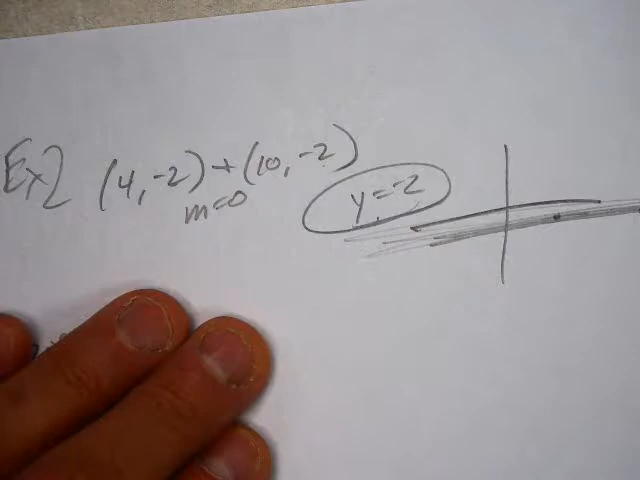 Ex2 (4,-2) + (10,-2)
m=0
y=-2